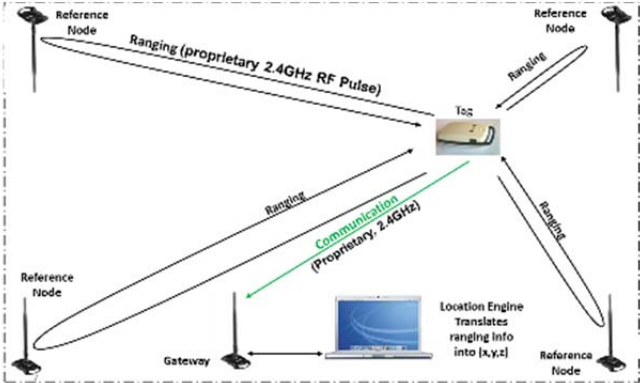 Reference
Node
Reference
Node
Ranging (proprietary 2.4GHz RF Pulse)
Ranging
Tag
Ranging
Communication
(Proprietary, 2.4GHz)
Ranging
Reference
Node
Gateway
Location Engine
Translates
ranging info
into (x,y,z)
Reference
Node